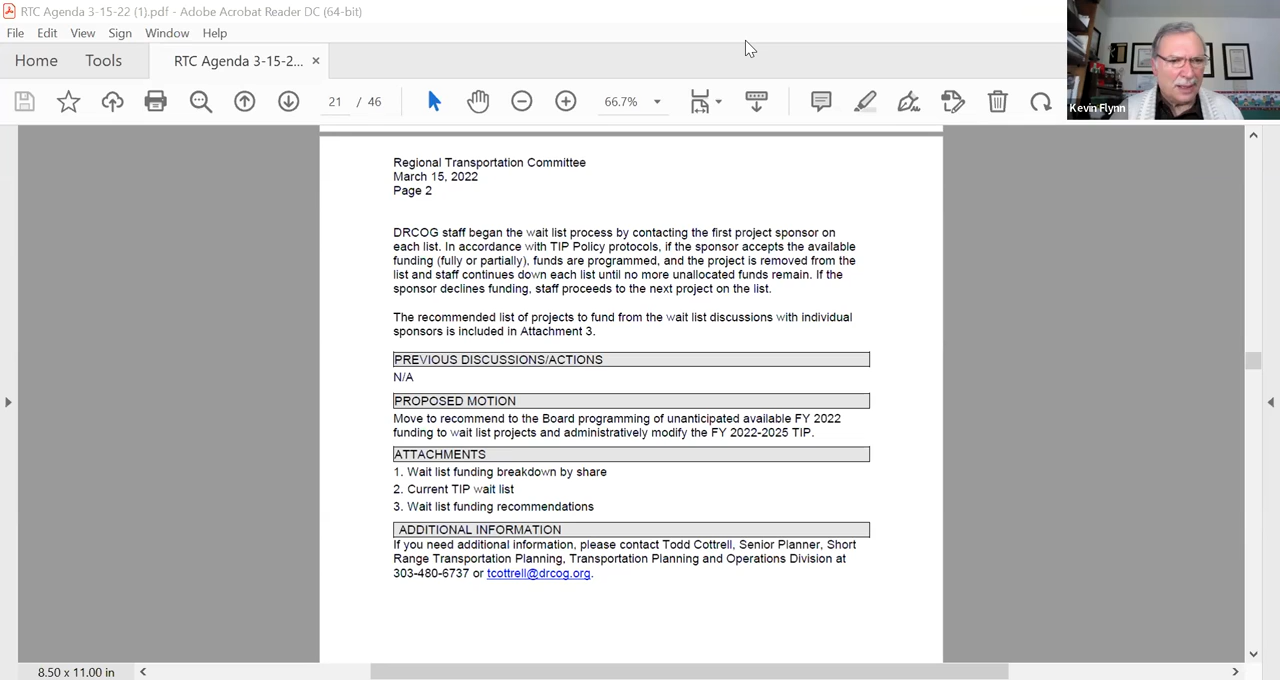 RTC Agenda 3-15-22 (1).pdf - Adobe Acrobat Reader DC (64-bit)
File Edit View Sign Window Help
Home Tools RTC Agenda 3-15-2... ×
21 / 46 66.7%
Kevin Flynn
Regional Transportation Committee
March 15, 2022
Page 2
DRCOG staff began the wait list process by contacting the first project sponsor on
each list. In accordance with TIP Policy protocols, if the sponsor accepts the available
funding (fully or partially), funds are programmed, and the project is removed from the
list and staff continues down each list until no more unallocated funds remain. If the
sponsor declines funding, staff proceeds to the next project on the list.
The recommended list of projects to fund from the wait list discussions with individual
sponsors is included in Attachment 3.
PREVIOUS DISCUSSIONS/ACTIONS
N/A
PROPOSED MOTION
Move to recommend to the Board programming of unanticipated available FY 2022
funding to wait list projects and administratively modify the FY 2022-2025 TIP.
ATTACHMENTS
1. Wait list funding breakdown by share
2. Current TIP wait list
3. Wait list funding recommendations
ADDITIONAL INFORMATION
If you need additional information, please contact Todd Cottrell, Senior Planner, Short
Range Transportation Planning, Transportation Planning and Operations Division at
303-480-6737 or tcottrell@drcog.org.
8.50 x 11.00 in